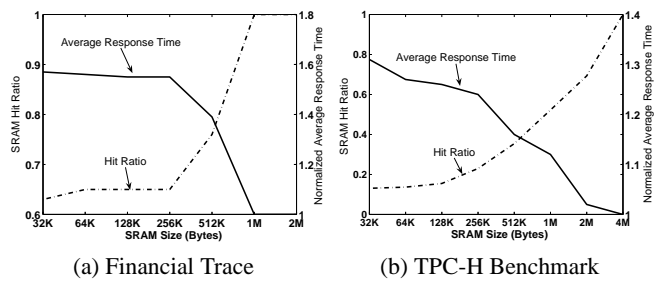 1
0.9
0.8
0.7
0.6
SRAM Hit Ratio
Average Response Time
Hit Ratio
1.8
1.6
1.4
1.2
1
Normalized Average Response Time
32K 64K 128K 256K 512K 1M 2M
SRAM Size (Bytes)
(a) Financial Trace
1
0.8
0.6
0.4
0.2
0
SRAM Hit Ratio
Average Response Time
Hit Ratio
1.4
1.3
1.2
1.1
1
Normalized Average Response Time
32K 64K 128K 256K 512K 1M 2M 4M
SRAM Size (Bytes)
(b) TPC-H Benchmark